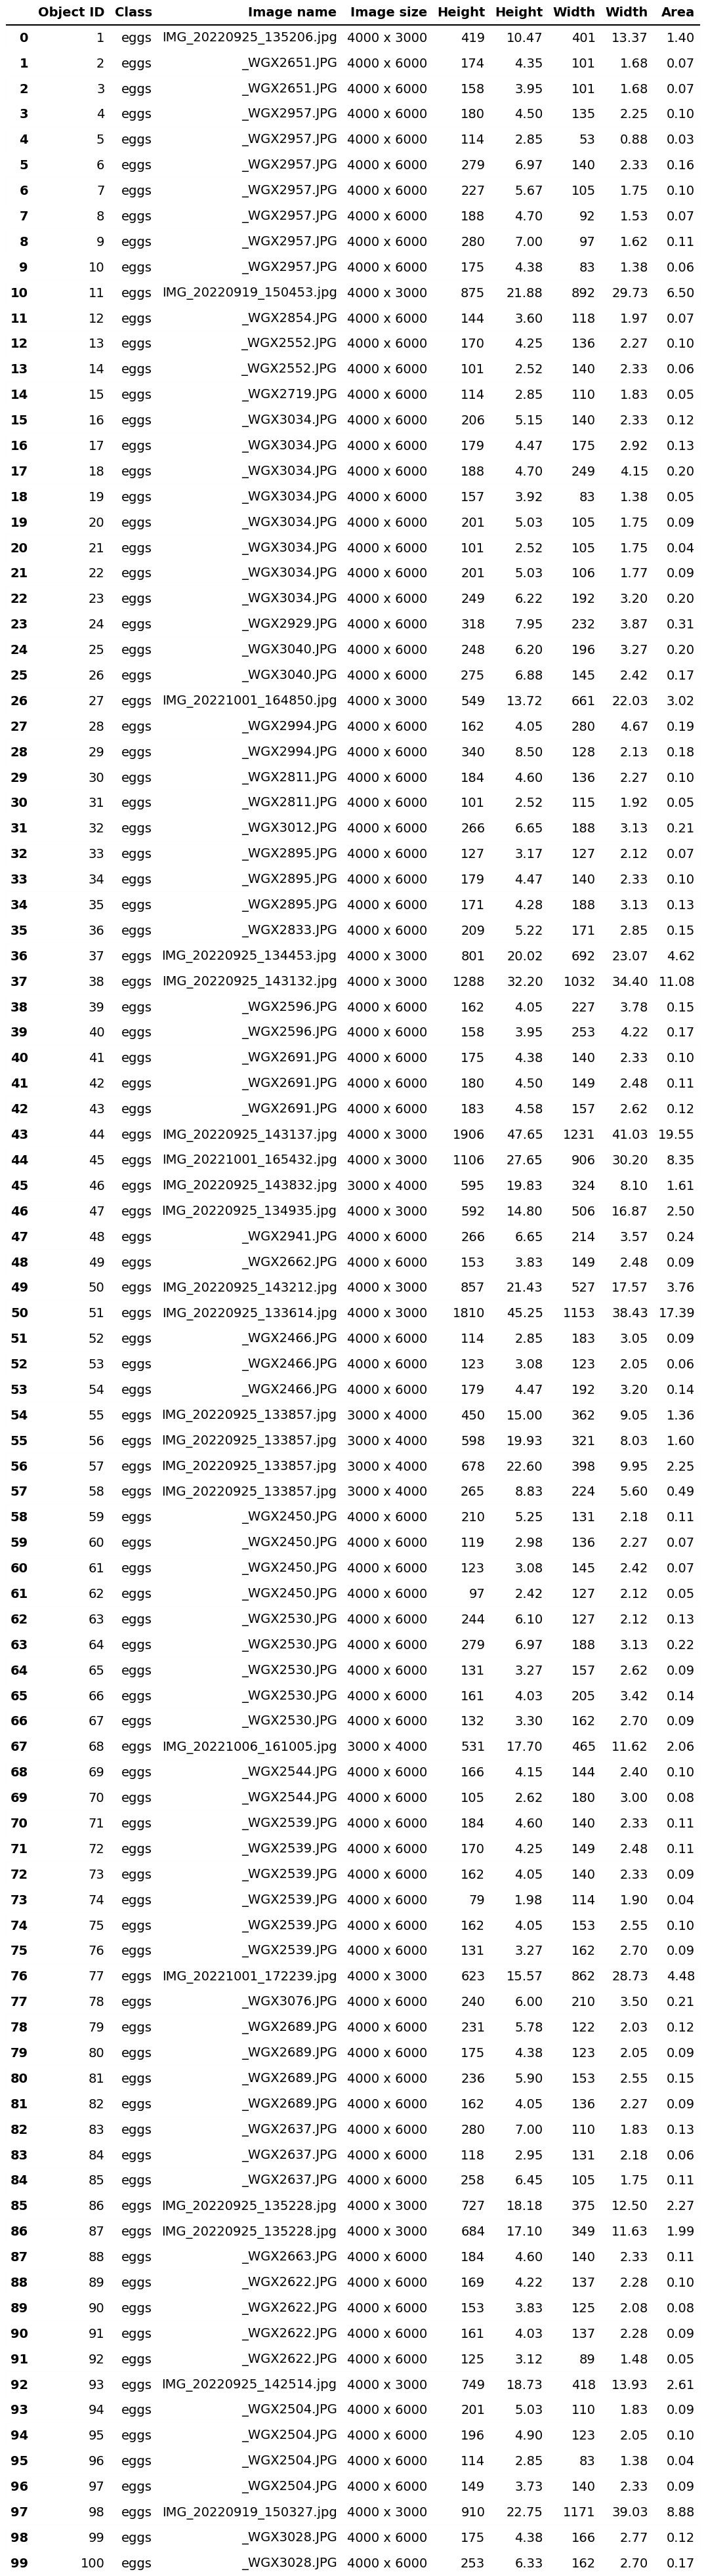 Object ID Class Image name Image size Height Height Width Width Area
0 1 eggs IMG_20220925_135206.jpg 4000 x 3000 419 10.47 401 13.37 1.40
1 2 eggs _WGX2651.JPG 4000 x 6000 174 4.35 101 1.68 0.07
2 3 eggs _WGX2651.JPG 4000 x 6000 158 3.95 101 1.68 0.07
3 4 eggs _WGX2957.JPG 4000 x 6000 180 4.50 135 2.25 0.10
4 5 eggs _WGX2957.JPG 4000 x 6000 114 2.85 53 0.88 0.03
5 6 eggs _WGX2957.JPG 4000 x 6000 279 6.97 140 2.33 0.16
6 7 eggs _WGX2957.JPG 4000 x 6000 227 5.67 105 1.75 0.10
7 8 eggs _WGX2957.JPG 4000 x 6000 188 4.70 92 1.53 0.07
8 9 eggs _WGX2957.JPG 4000 x 6000 280 7.00 97 1.62 0.11
9 10 eggs _WGX2957.JPG 4000 x 6000 175 4.38 83 1.38 0.06
10 11 eggs IMG_20220919_150453.jpg 4000 x 3000 875 21.88 892 29.73 6.50
11 12 eggs _WGX2854.JPG 4000 x 6000 144 3.60 118 1.97 0.07
12 13 eggs _WGX2552.JPG 4000 x 6000 170 4.25 136 2.27 0.10
13 14 eggs _WGX2552.JPG 4000 x 6000 101 2.52 140 2.33 0.06
14 15 eggs _WGX2719.JPG 4000 x 6000 114 2.85 110 1.83 0.05
15 16 eggs _WGX3034.JPG 4000 x 6000 206 5.15 140 2.33 0.12
16 17 eggs _WGX3034.JPG 4000 x 6000 179 4.47 175 2.92 0.13
17 18 eggs _WGX3034.JPG 4000 x 6000 188 4.70 249 4.15 0.20
18 19 eggs _WGX3034.JPG 4000 x 6000 157 3.92 83 1.38 0.05
19 20 eggs _WGX3034.JPG 4000 x 6000 201 5.03 105 1.75 0.09
20 21 eggs _WGX3034.JPG 4000 x 6000 101 2.52 105 1.75 0.04
21 22 eggs _WGX3034.JPG 4000 x 6000 201 5.03 106 1.77 0.09
22 23 eggs _WGX3034.JPG 4000 x 6000 249 6.22 192 3.20 0.20
23 24 eggs _WGX2929.JPG 4000 x 6000 318 7.95 232 3.87 0.31
24 25 eggs _WGX3040.JPG 4000 x 6000 248 6.20 196 3.27 0.20
25 26 eggs _WGX3040.JPG 4000 x 6000 275 6.88 145 2.42 0.17
26 27 eggs IMG_20221001_164850.jpg 4000 x 3000 549 13.72 661 22.03 3.02
27 28 eggs _WGX2994.JPG 4000 x 6000 162 4.05 280 4.67 0.19
28 29 eggs _WGX2994.JPG 4000 x 6000 340 8.50 128 2.13 0.18
29 30 eggs _WGX2811.JPG 4000 x 6000 184 4.60 136 2.27 0.10
30 31 eggs _WGX2811.JPG 4000 x 6000 101 2.52 115 1.92 0.05
31 32 eggs _WGX3012.JPG 4000 x 6000 266 6.65 188 3.13 0.21
32 33 eggs _WGX2895.JPG 4000 x 6000 127 3.17 127 2.12 0.07
33 34 eggs _WGX2895.JPG 4000 x 6000 179 4.47 140 2.33 0.10
34 35 eggs _WGX2895.JPG 4000 x 6000 171 4.28 188 3.13 0.13
35 36 eggs _WGX2833.JPG 4000 x 6000 209 5.22 171 2.85 0.15
36 37 eggs IMG_20220925_134453.jpg 4000 x 3000 801 20.02 692 23.07 4.62
37 38 eggs IMG_20220925_143132.jpg 4000 x 3000 1288 32.20 1032 34.40 11.08
38 39 eggs _WGX2596.JPG 4000 x 6000 162 4.05 227 3.78 0.15
39 40 eggs _WGX2596.JPG 4000 x 6000 158 3.95 253 4.22 0.17
40 41 eggs _WGX2691.JPG 4000 x 6000 175 4.38 140 2.33 0.10
41 42 eggs _WGX2691.JPG 4000 x 6000 180 4.50 149 2.48 0.11
42 43 eggs _WGX2691.JPG 4000 x 6000 183 4.58 157 2.62 0.12
43 44 eggs IMG_20220925_143137.jpg 4000 x 3000 1906 47.65 1231 41.03 19.55
44 45 eggs IMG_20221001_165432.jpg 4000 x 3000 1106 27.65 906 30.20 8.35
45 46 eggs IMG_20220925_143832.jpg 3000 x 4000 595 19.83 324 8.10 1.61
46 47 eggs IMG_20220925_134935.jpg 4000 x 3000 592 14.80 506 16.87 2.50
47 48 eggs _WGX2941.JPG 4000 x 6000 266 6.65 214 3.57 0.24
48 49 eggs _WGX2662.JPG 4000 x 6000 153 3.83 149 2.48 0.09
49 50 eggs IMG_20220925_143212.jpg 4000 x 3000 857 21.43 527 17.57 3.76
50 51 eggs IMG_20220925_133614.jpg 4000 x 3000 1810 45.25 1153 38.43 17.39
51 52 eggs _WGX2466.JPG 4000 x 6000 114 2.85 183 3.05 0.09
52 53 eggs _WGX2466.JPG 4000 x 6000 123 3.08 123 2.05 0.06
53 54 eggs _WGX2466.JPG 4000 x 6000 179 4.47 192 3.20 0.14
54 55 eggs IMG_20220925_133857.jpg 3000 x 4000 450 15.00 362 9.05 1.36
55 56 eggs IMG_20220925_133857.jpg 3000 x 4000 598 19.93 321 8.03 1.60
56 57 eggs IMG_20220925_133857.jpg 3000 x 4000 678 22.60 398 9.95 2.25
57 58 eggs IMG_20220925_133857.jpg 3000 x 4000 265 8.83 224 5.60 0.49
58 59 eggs _WGX2450.JPG 4000 x 6000 210 5.25 131 2.18 0.11
59 60 eggs _WGX2450.JPG 4000 x 6000 119 2.98 136 2.27 0.07
60 61 eggs _WGX2450.JPG 4000 x 6000 123 3.08 145 2.42 0.07
61 62 eggs _WGX2450.JPG 4000 x 6000 97 2.42 127 2.12 0.05
62 63 eggs _WGX2530.JPG 4000 x 6000 244 6.10 127 2.12 0.13
63 64 eggs _WGX2530.JPG 4000 x 6000 279 6.97 188 3.13 0.22
64 65 eggs _WGX2530.JPG 4000 x 6000 131 3.27 157 2.62 0.09
65 66 eggs _WGX2530.JPG 4000 x 6000 161 4.03 205 3.42 0.14
66 67 eggs _WGX2530.JPG 4000 x 6000 132 3.30 162 2.70 0.09
67 68 eggs IMG_20221006_161005.jpg 3000 x 4000 531 17.70 465 11.62 2.06
68 69 eggs _WGX2544.JPG 4000 x 6000 166 4.15 144 2.40 0.10
69 70 eggs _WGX2544.JPG 4000 x 6000 105 2.62 180 3.00 0.08
70 71 eggs _WGX2539.JPG 4000 x 6000 184 4.60 140 2.33 0.11
71 72 eggs _WGX2539.JPG 4000 x 6000 170 4.25 149 2.48 0.11
72 73 eggs _WGX2539.JPG 4000 x 6000 162 4.05 140 2.33 0.09
73 74 eggs _WGX2539.JPG 4000 x 6000 79 1.98 114 1.90 0.04
74 75 eggs _WGX2539.JPG 4000 x 6000 162 4.05 153 2.55 0.10
75 76 eggs _WGX2539.JPG 4000 x 6000 131 3.27 162 2.70 0.09
76 77 eggs IMG_20221001_172239.jpg 4000 x 3000 623 15.57 862 28.73 4.48
77 78 eggs _WGX3076.JPG 4000 x 6000 240 6.00 210 3.50 0.21
78 79 eggs _WGX2689.JPG 4000 x 6000 231 5.78 122 2.03 0.12
79 80 eggs _WGX2689.JPG 4000 x 6000 175 4.38 123 2.05 0.09
80 81 eggs _WGX2689.JPG 4000 x 6000 236 5.90 153 2.55 0.15
81 82 eggs _WGX2689.JPG 4000 x 6000 162 4.05 136 2.27 0.09
82 83 eggs _WGX2637.JPG 4000 x 6000 280 7.00 110 1.83 0.13
83 84 eggs _WGX2637.JPG 4000 x 6000 118 2.95 131 2.18 0.06
84 85 eggs _WGX2637.JPG 4000 x 6000 258 6.45 105 1.75 0.11
85 86 eggs IMG_20220925_135228.jpg 4000 x 3000 727 18.18 375 12.50 2.27
86 87 eggs IMG_20220925_135228.jpg 4000 x 3000 684 17.10 349 11.63 1.99
87 88 eggs _WGX2663.JPG 4000 x 6000 184 4.60 140 2.33 0.11
88 89 eggs _WGX2622.JPG 4000 x 6000 169 4.22 137 2.28 0.10
89 90 eggs _WGX2622.JPG 4000 x 6000 153 3.83 125 2.08 0.08
90 91 eggs _WGX2622.JPG 4000 x 6000 161 4.03 137 2.28 0.09
91 92 eggs _WGX2622.JPG 4000 x 6000 125 3.12 89 1.48 0.05
92 93 eggs IMG_20220925_142514.jpg 4000 x 3000 749 18.73 418 13.93 2.61
93 94 eggs _WGX2504.JPG 4000 x 6000 201 5.03 110 1.83 0.09
94 95 eggs _WGX2504.JPG 4000 x 6000 196 4.90 123 2.05 0.10
95 96 eggs _WGX2504.JPG 4000 x 6000 114 2.85 83 1.38 0.04
96 97 eggs _WGX2504.JPG 4000 x 6000 149 3.73 140 2.33 0.09
97 98 eggs IMG_20220919_150327.jpg 4000 x 3000 910 22.75 1171 39.03 8.88
98 99 eggs _WGX3028.JPG 4000 x 6000 175 4.38 166 2.77 0.12
99 100 eggs _WGX3028.JPG 4000 x 6000 253 6.33 162 2.70 0.17